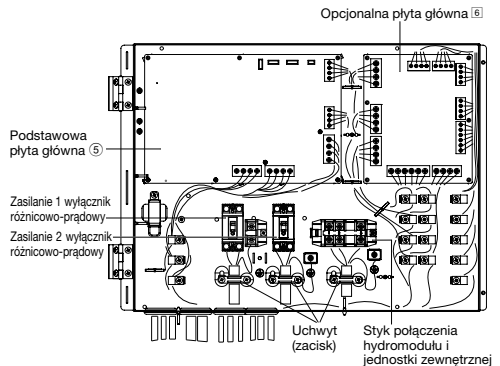 Opcjonalna płyta główna 6
Podstawowa
płyta główna ⑤
Zasilanie 1 wyłącznik
różnicowo-prądowy
Zasilanie 2 wyłącznik
różnicowo-prądowy
Uchwyt
(zacisk)
Styk połączenia
hydromodułu i
jednostki zewnętrznej